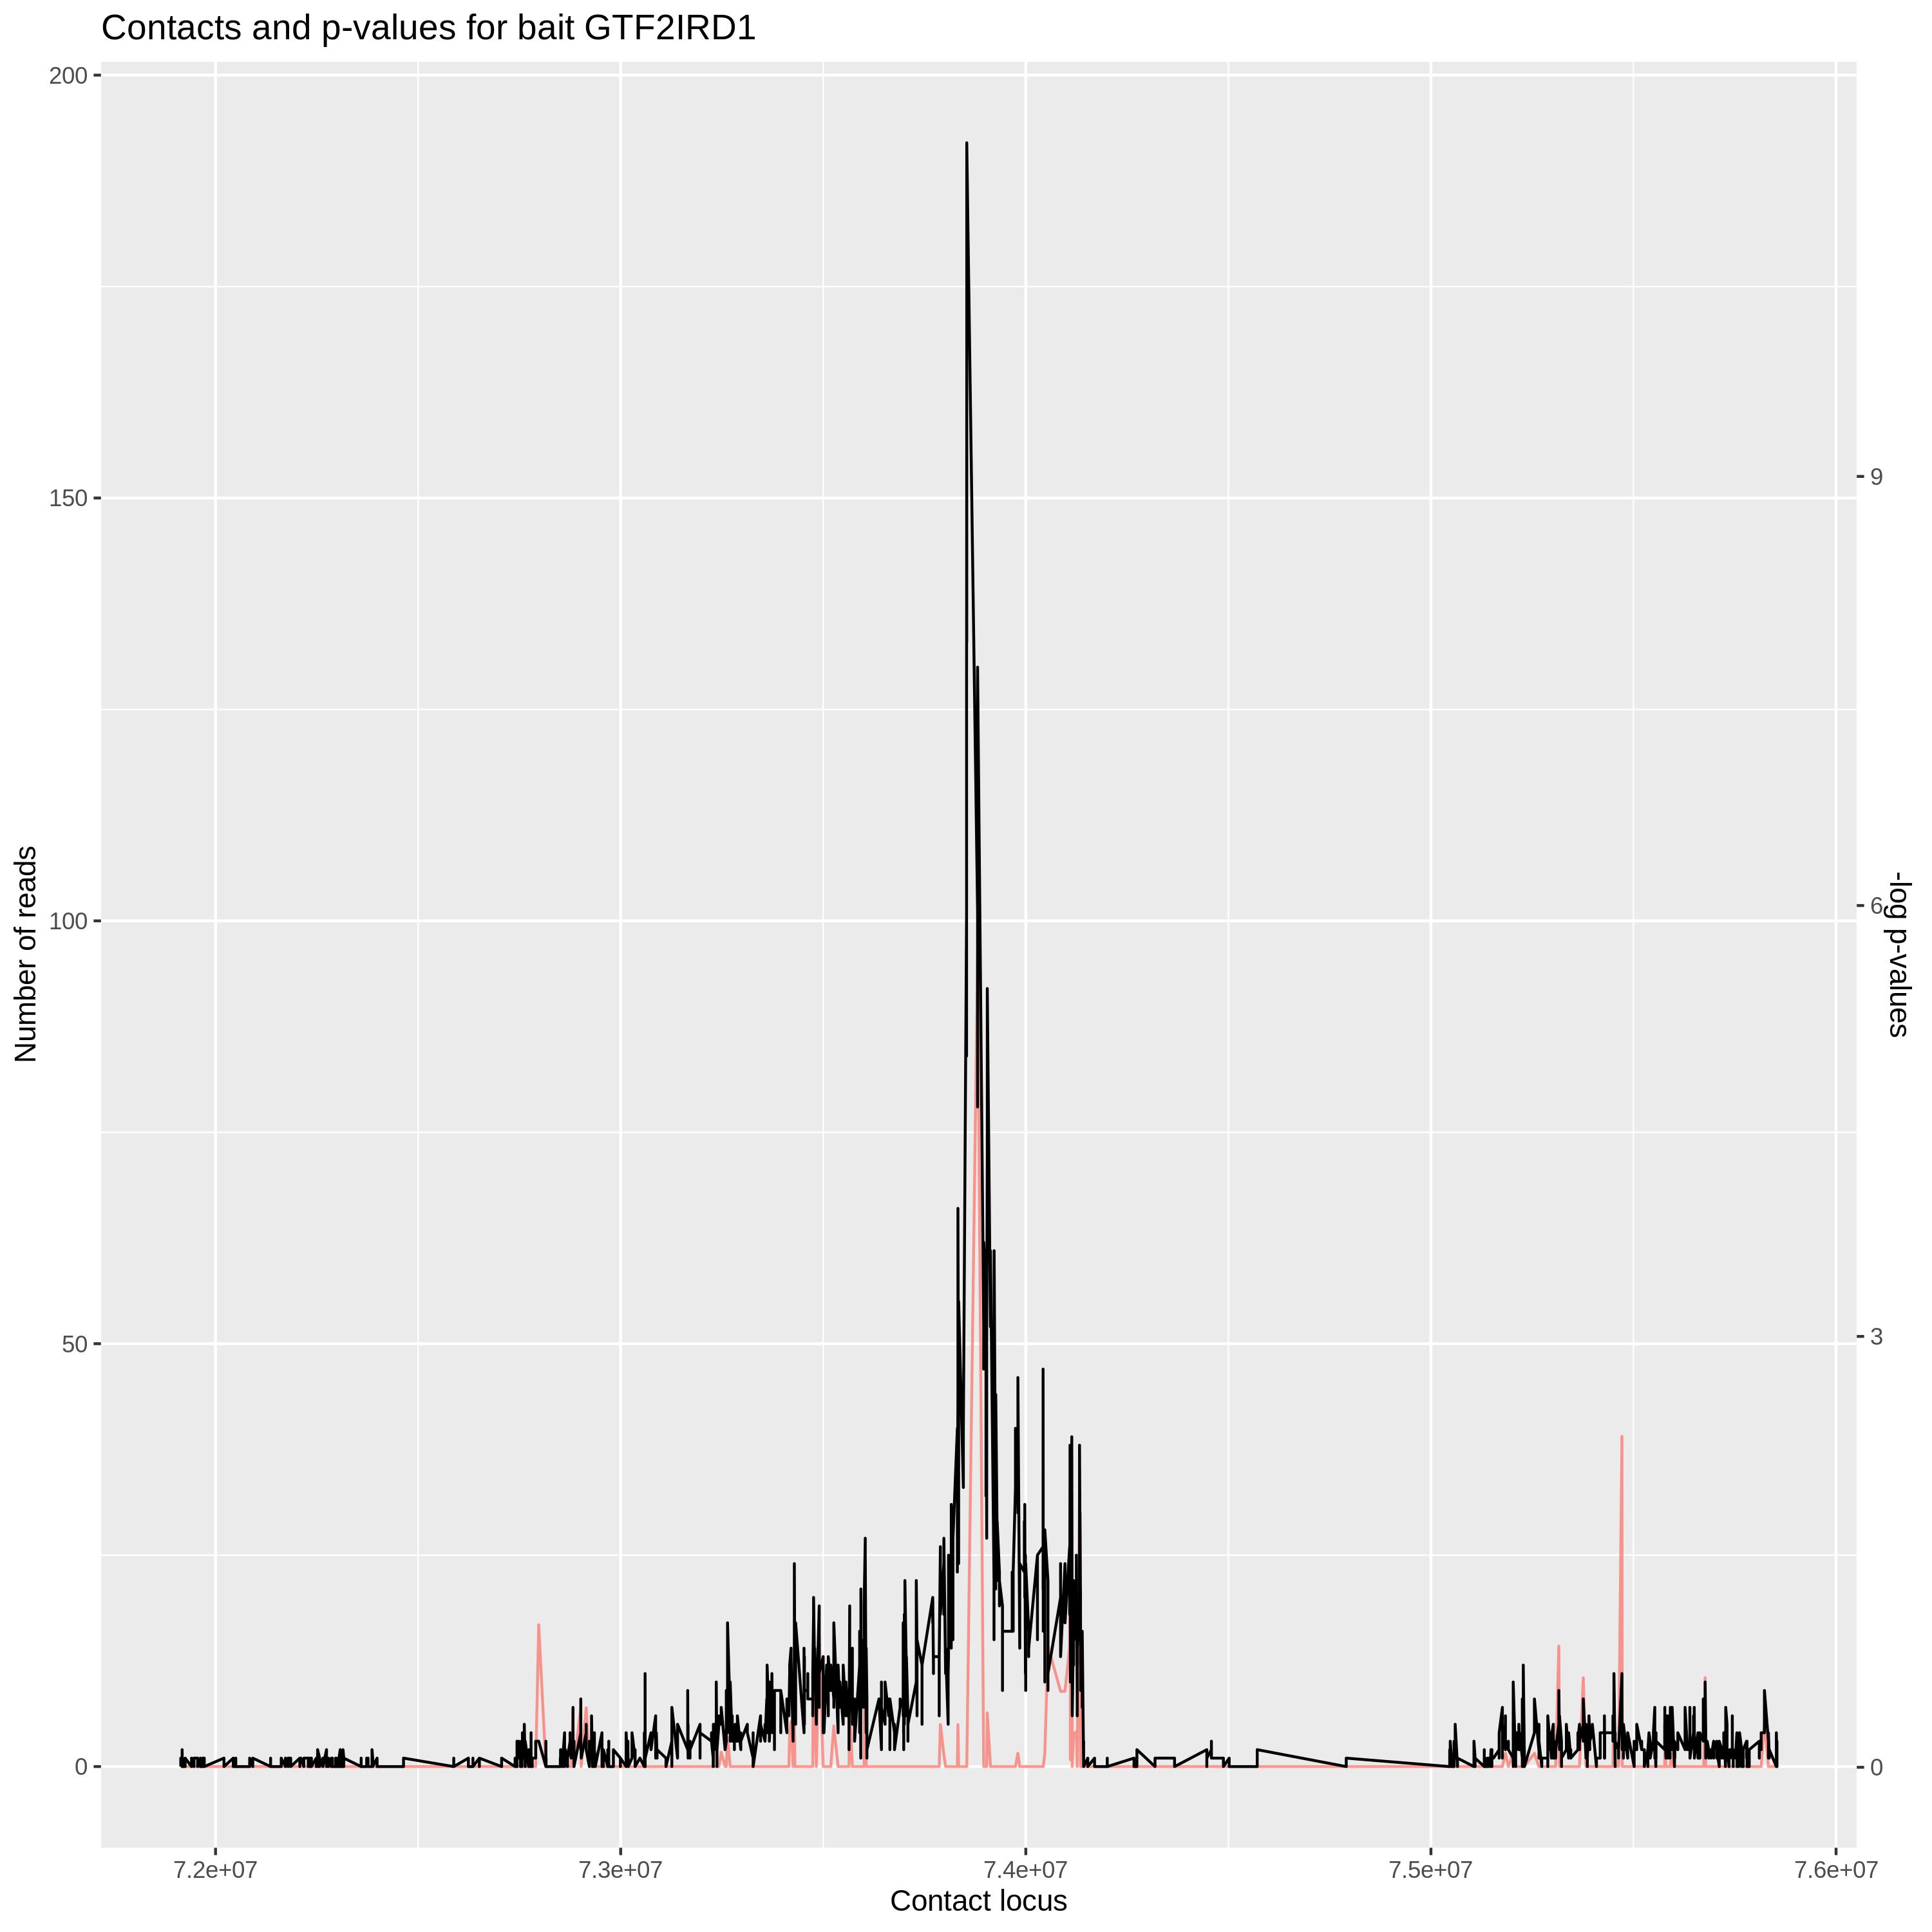 Contacts and p-values for bait GTF2IRD1
200
150
100
50
0
Number of reads
9
6
3
0
-log p-values
7.2e+07 7.3e+07 7.4e+07 7.5e+07 7.6e+07
Contact locus